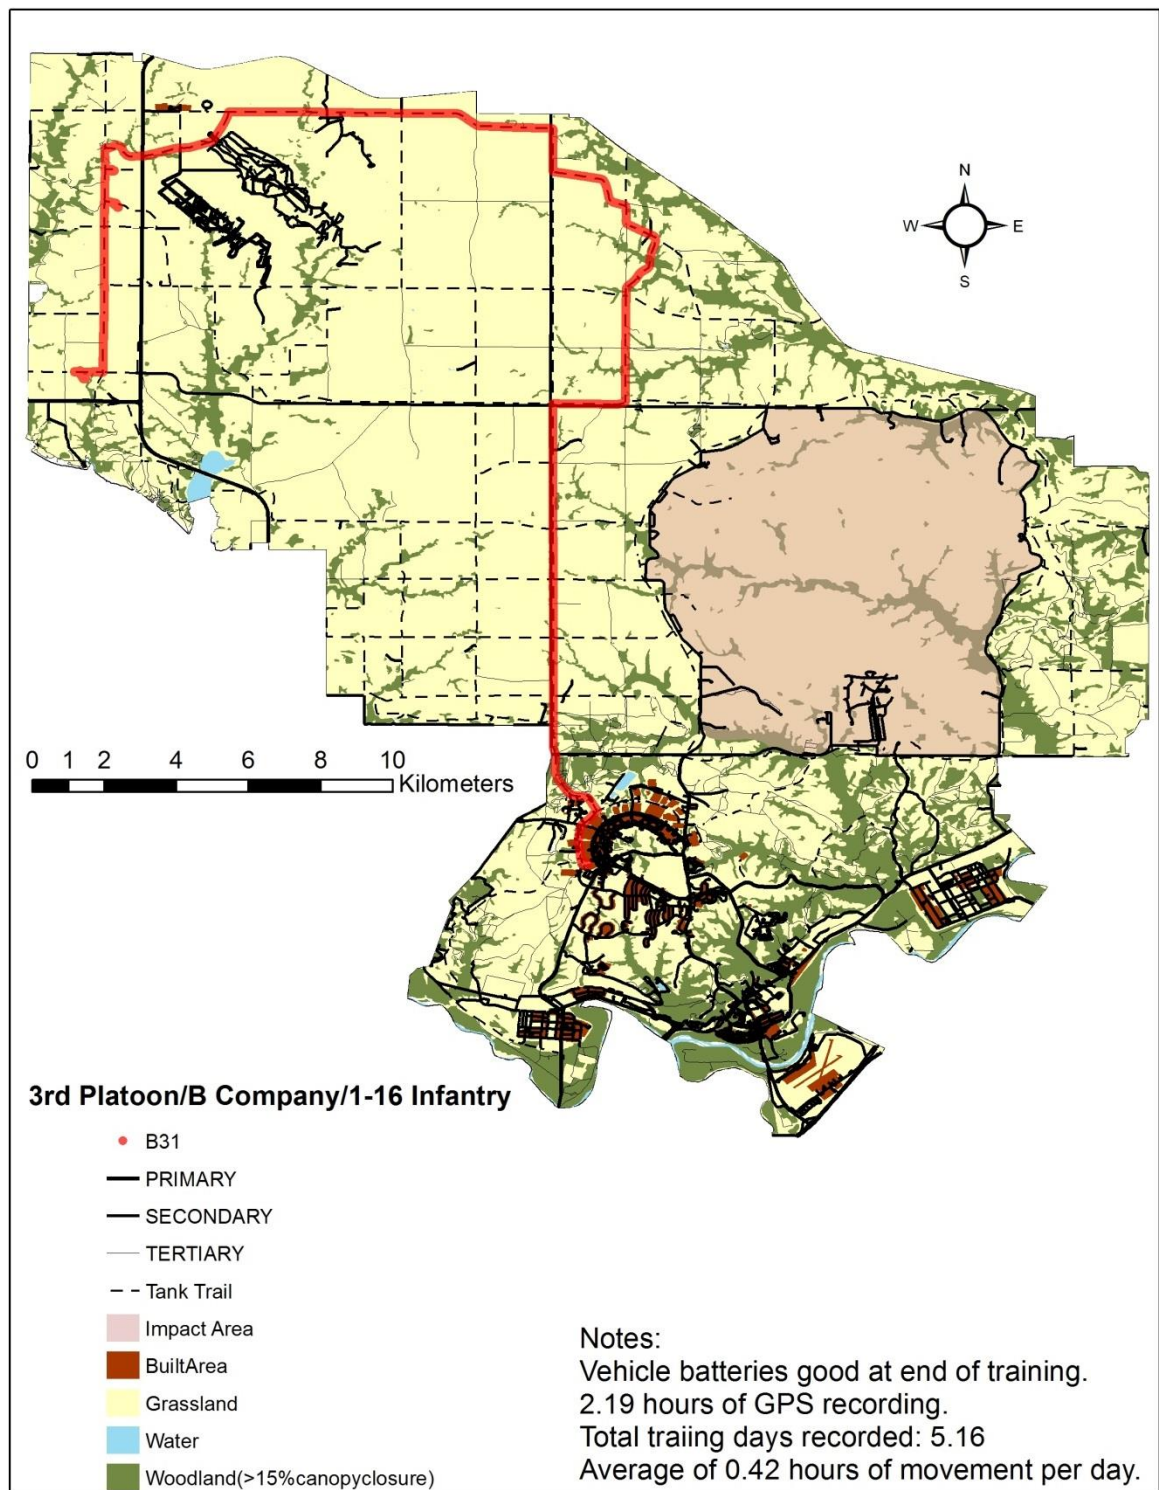 N
W E
S
0 1 2 4 6 8 10
Kilometers
3rd Platoon/B Company/1-16 Infantry
B31
PRIMARY
SECONDARY
TERTIARY
Tank Trail
Impact Area
BuiltArea
Grassland
Water
Woodland(>15%canopyclosure)
Notes:
Vehicle batteries good at end of training.
2.19 hours of GPS recording.
Total traiing days recorded: 5.16
Average of 0.42 hours of movement per day.